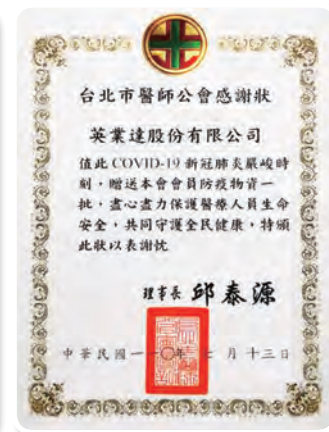 台北市醫師公會感謝狀
英業達股份有限公司
值此 COVID-19 新冠肺炎嚴峻時
刻,贈送本會會員防疫物資一
批,盡心盡力保護醫療人員生命
安全,共同守護全民健康,特頒
此狀以表謝忱
理事長 邱泰源
中華民國一一〇年七月十三日